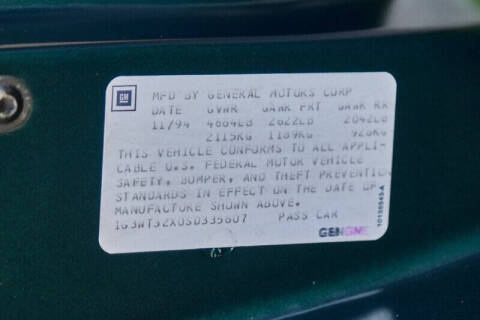 GM
MFD BY GENERAL MOTORS CORP
DATE GVWR GAWR FRT GAWR RR
11/94 4664LB 2622LB 2042LB
2115KG 1189KG 926KG
THIS VEHICLE CONFORMS TO ALL APPLI-
CABLE U.S. FEDERAL MOTOR VEHICLE
SAFETY, BUMPER, AND THEFT PREVENTION
STANDARDS IN EFFECT ON THE DATE OF
MANUFACTURE SHOWN ABOVE.
1G3WT32X0SD335607 PASS CAR
GENGME